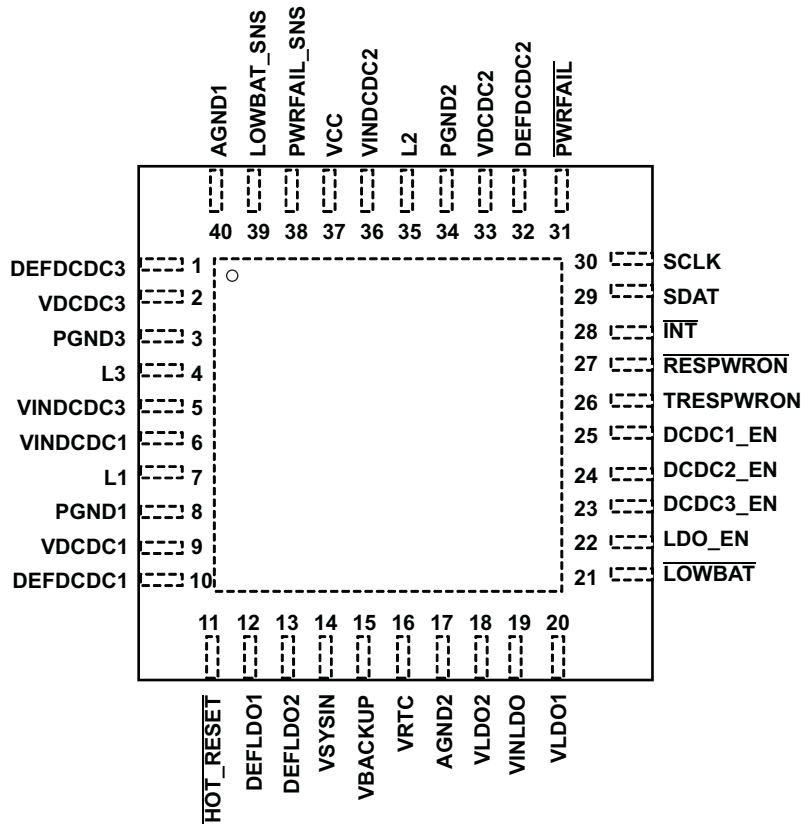 AGND1
LOWBAT_SNS
PWRFAIL_SNS
VCC
VINDCDC2
L2
PGND2
VDCDC2
DEFDCDC2
PWRFAIL
40 39 38 37 36 35 34 33 32 31
DEFDCDC3 1
VDCDC3 2
PGND3 3
L3 4
VINDCDC3 5
VINDCDC1 6
L1 7
PGND1 8
VDCDC1 9
DEFDCDC1 10
30 SCLK
29 SDAT
28 INT
27 RESPWRON
26 TRESPWRON
25 DCDC1_EN
24 DCDC2_EN
23 DCDC3_EN
22 LDO_EN
21 LOWBAT
11 12 13 14 15 16 17 18 19 20
HOT_RESET
DEFLDO1
DEFLDO2
VSYSIN
VBACKUP
VRTC
AGND2
VLDO2
VINLDO
VLDO1